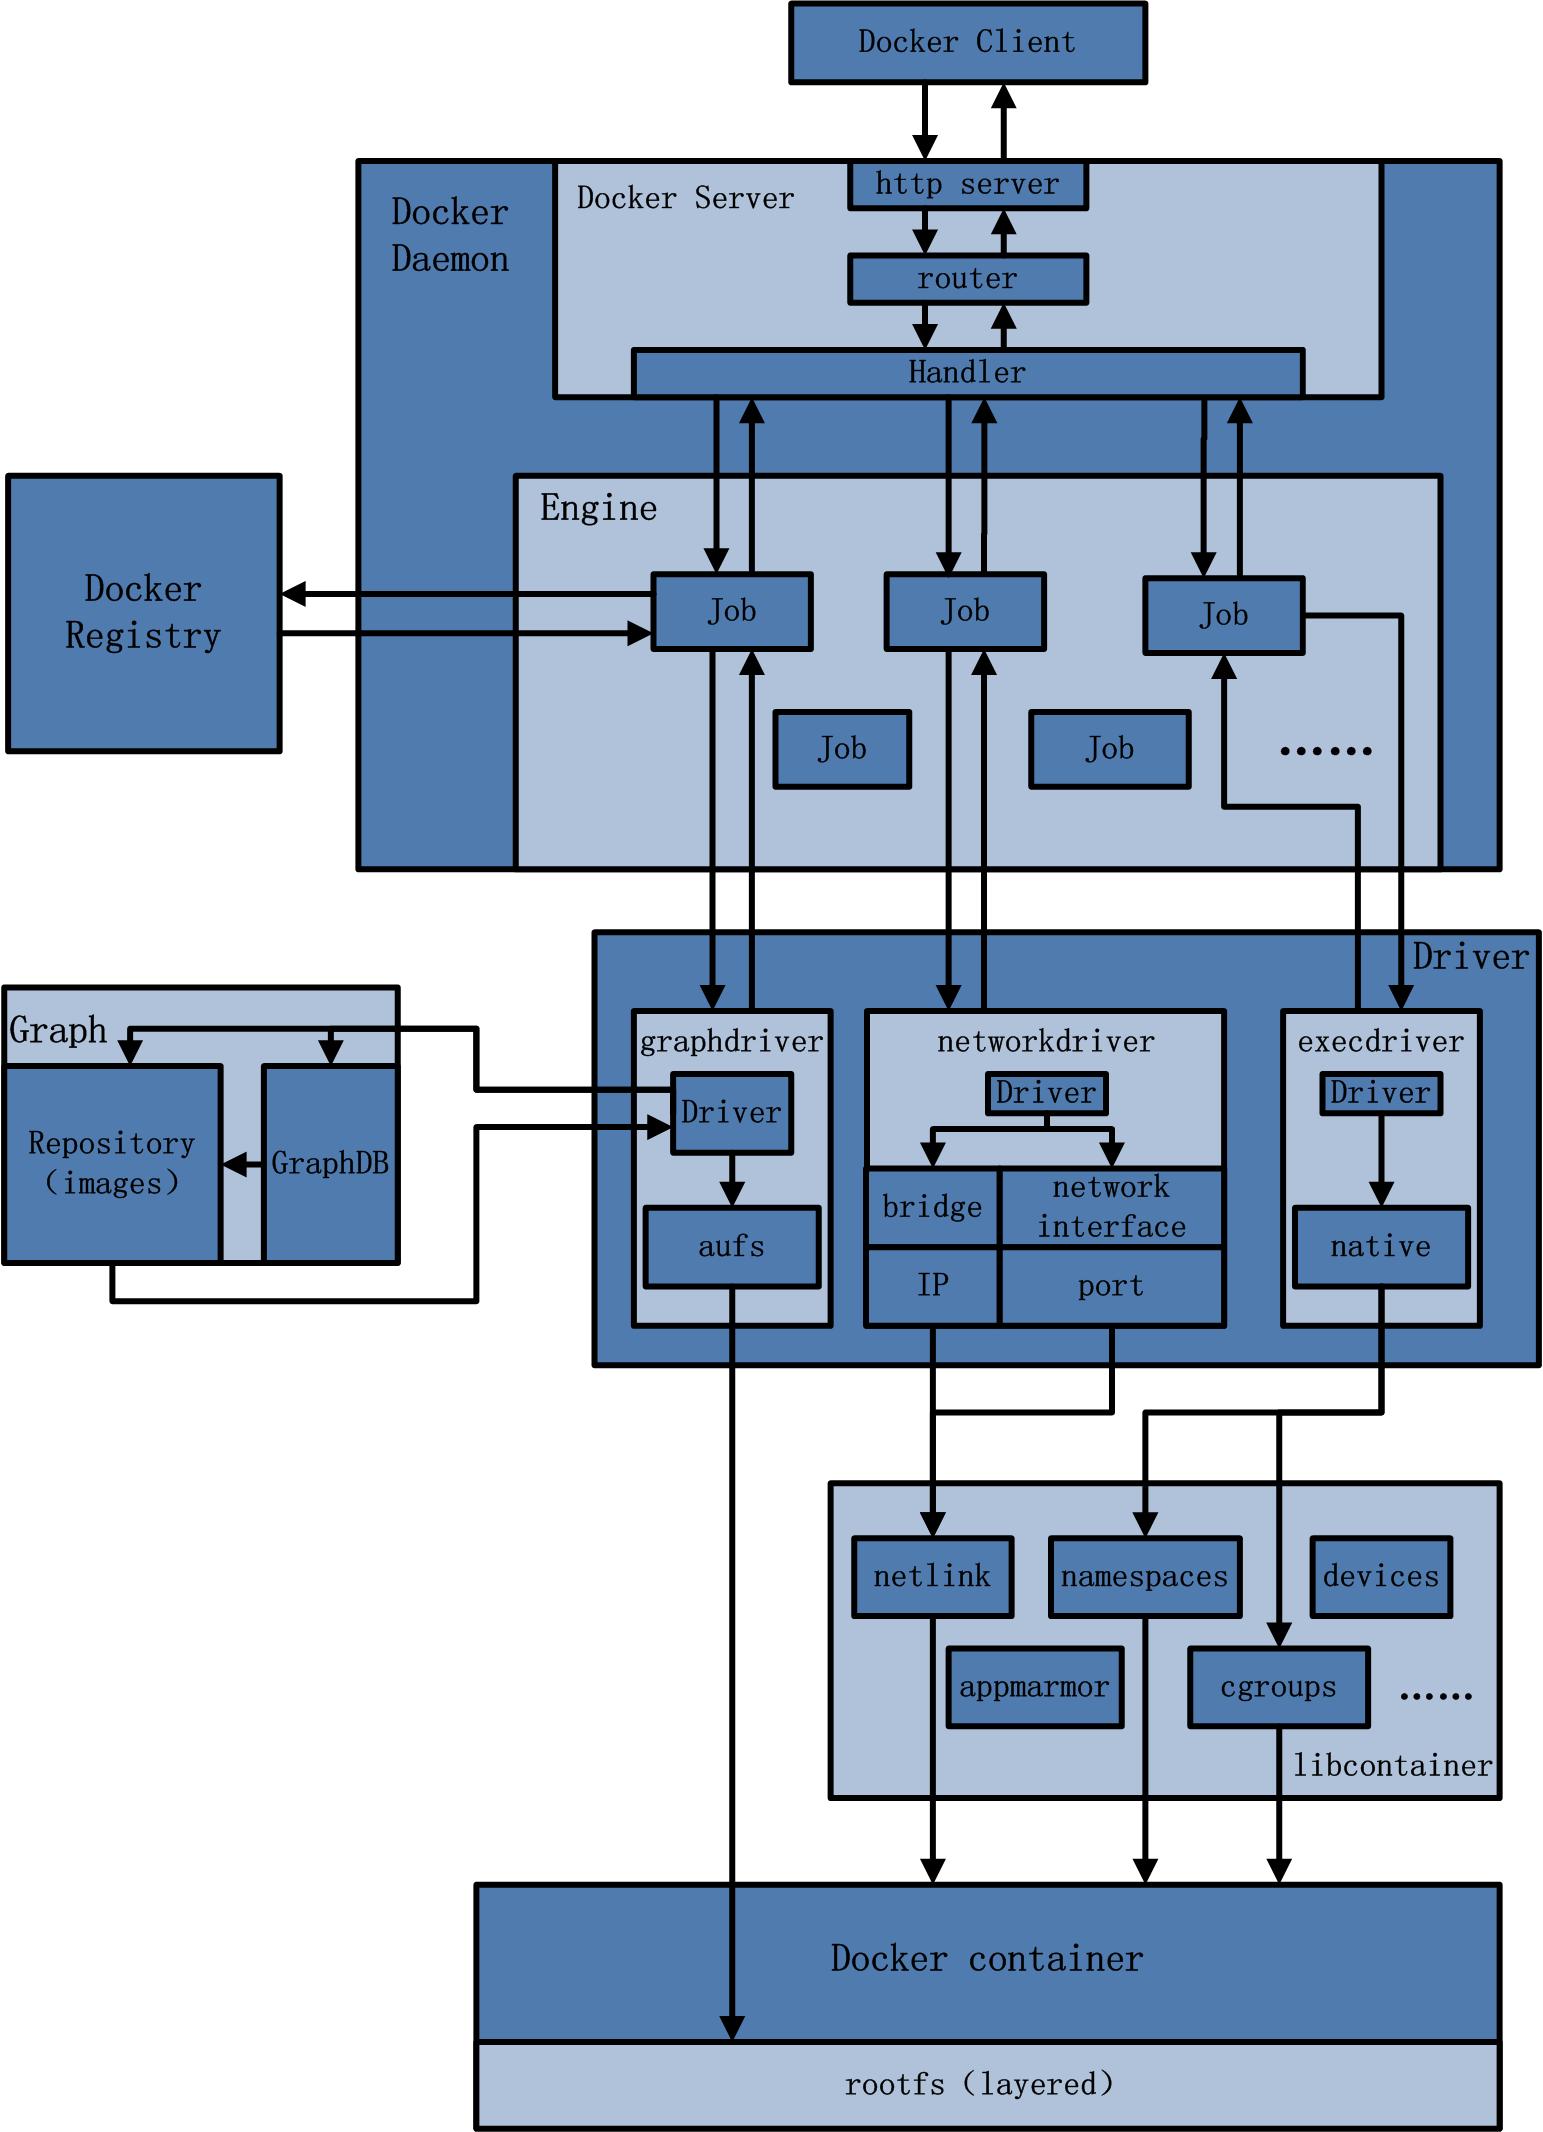 Docker Client
Docker
Daemon
Docker Server
http server
router
Handler
Engine
Docker
Registry
Job
Job
Job
Job
Job
......
Driver
Graph
Repository
(images)
GraphDB
graphdriver
Driver
aufs
networkdriver
Driver
bridge
network
interface
IP
port
execdriver
Driver
native
netlink
namespaces
devices
appmarmor
cgroups
......
libcontainer
Docker container
rootfs（layered）